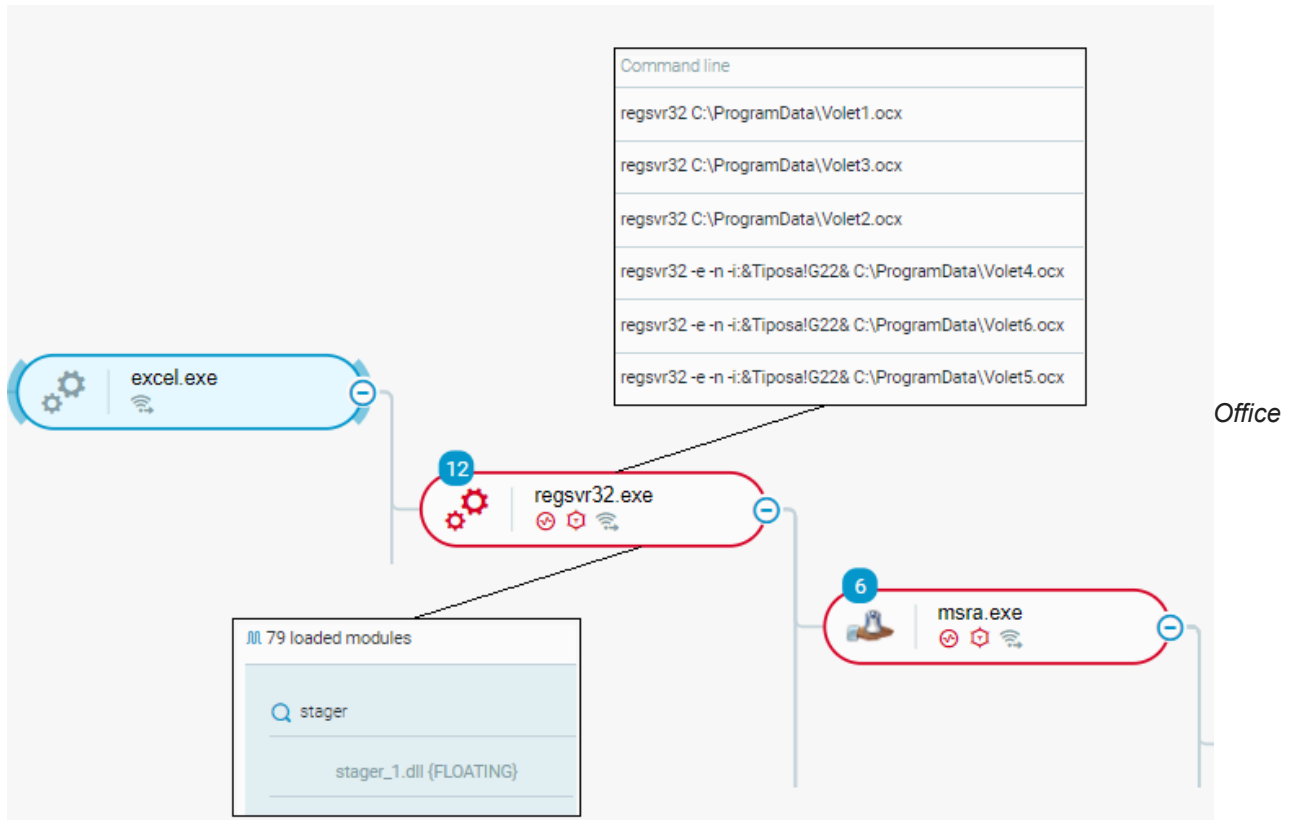 Command line
regsvr32 C:\ProgramData\Volet1.ocx
regsvr32 C:\ProgramData\Volet3.ocx
regsvr32 C:\ProgramData\Volet2.ocx
regsvr32 -e -n -i:&Tiposa!G22& C:\ProgramData\Volet4.ocx
regsvr32 -e -n -i:&Tiposa!G22& C:\ProgramData\Volet6.ocx
regsvr32 -e -n -i:&Tiposa!G22& C:\ProgramData\Volet5.ocx
excel.exe
Office
12
regsvr32.exe
6
msra.exe
79 loaded modules
stager
stager_1.dll {FLOATING}